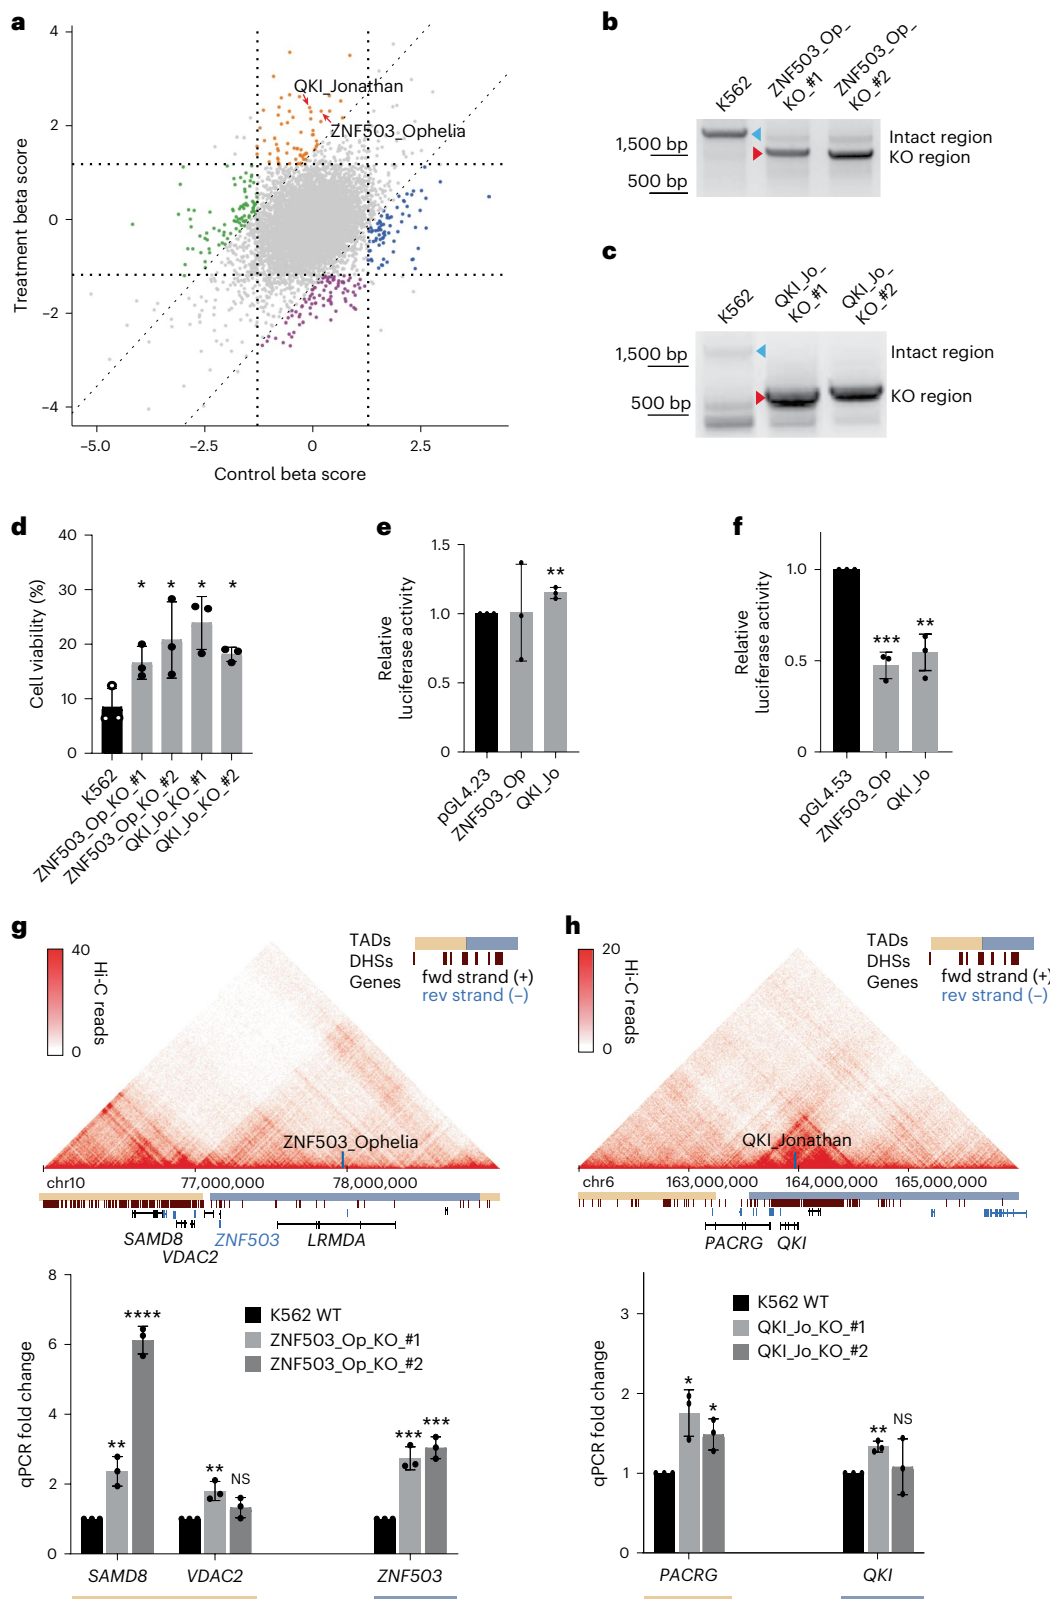 a
4
2
0
−2
−4
Treatment beta score
QKI_Jonathan
ZNF503_Ophelia
−5.0
−2.5
0
2.5
Control beta score
b
K562
ZNF503_Op_
KO_#1
ZNF503_Op_
KO_#2
1,500 bp
500 bp
Intact region
KO region
c
K562
QKI_Jo_
KO_#1
QKI_Jo_
KO_#2
1,500 bp
500 bp
Intact region
KO region
d
40
30
20
10
0
Cell viability (%)
* * * *
K562
ZNF503_Op_KO_#1
ZNF503_Op_KO_#2
QKI_Jo_KO_#1
QKI_Jo_KO_#2
e
1.5
1.0
0.5
0
Relative
luciferase activity
**
pGL4.23
ZNF503_Op
QKI_Jo
f
1.0
0.5
0
Relative
luciferase activity
***
**
pGL4.53
ZNF503_Op
QKI_Jo
g
40
0
Hi-C reads
TADs
DHSs
Genes
fwd strand (+)
rev strand (−)
ZNF503_Ophelia
chr10
77,000,000
78,000,000
SAMD8
VDAC2
ZNF503
LRMDA
8
6
4
2
0
qPCR fold change
K562 WT
ZNF503_Op_KO_#1
ZNF503_Op_KO_#2
**
****
**
NS
***
***
SAMD8
VDAC2
ZNF503
h
20
0
Hi-C reads
TADs
DHSs
Genes
fwd strand (+)
rev strand (−)
QKI_Jonathan
chr6
163,000,000
164,000,000
165,000,000
PACRG
QKI
3
2
1
0
qPCR fold change
K562 WT
QKI_Jo_KO_#1
QKI_Jo_KO_#2
*
*
**
NS
PACRG
QKI